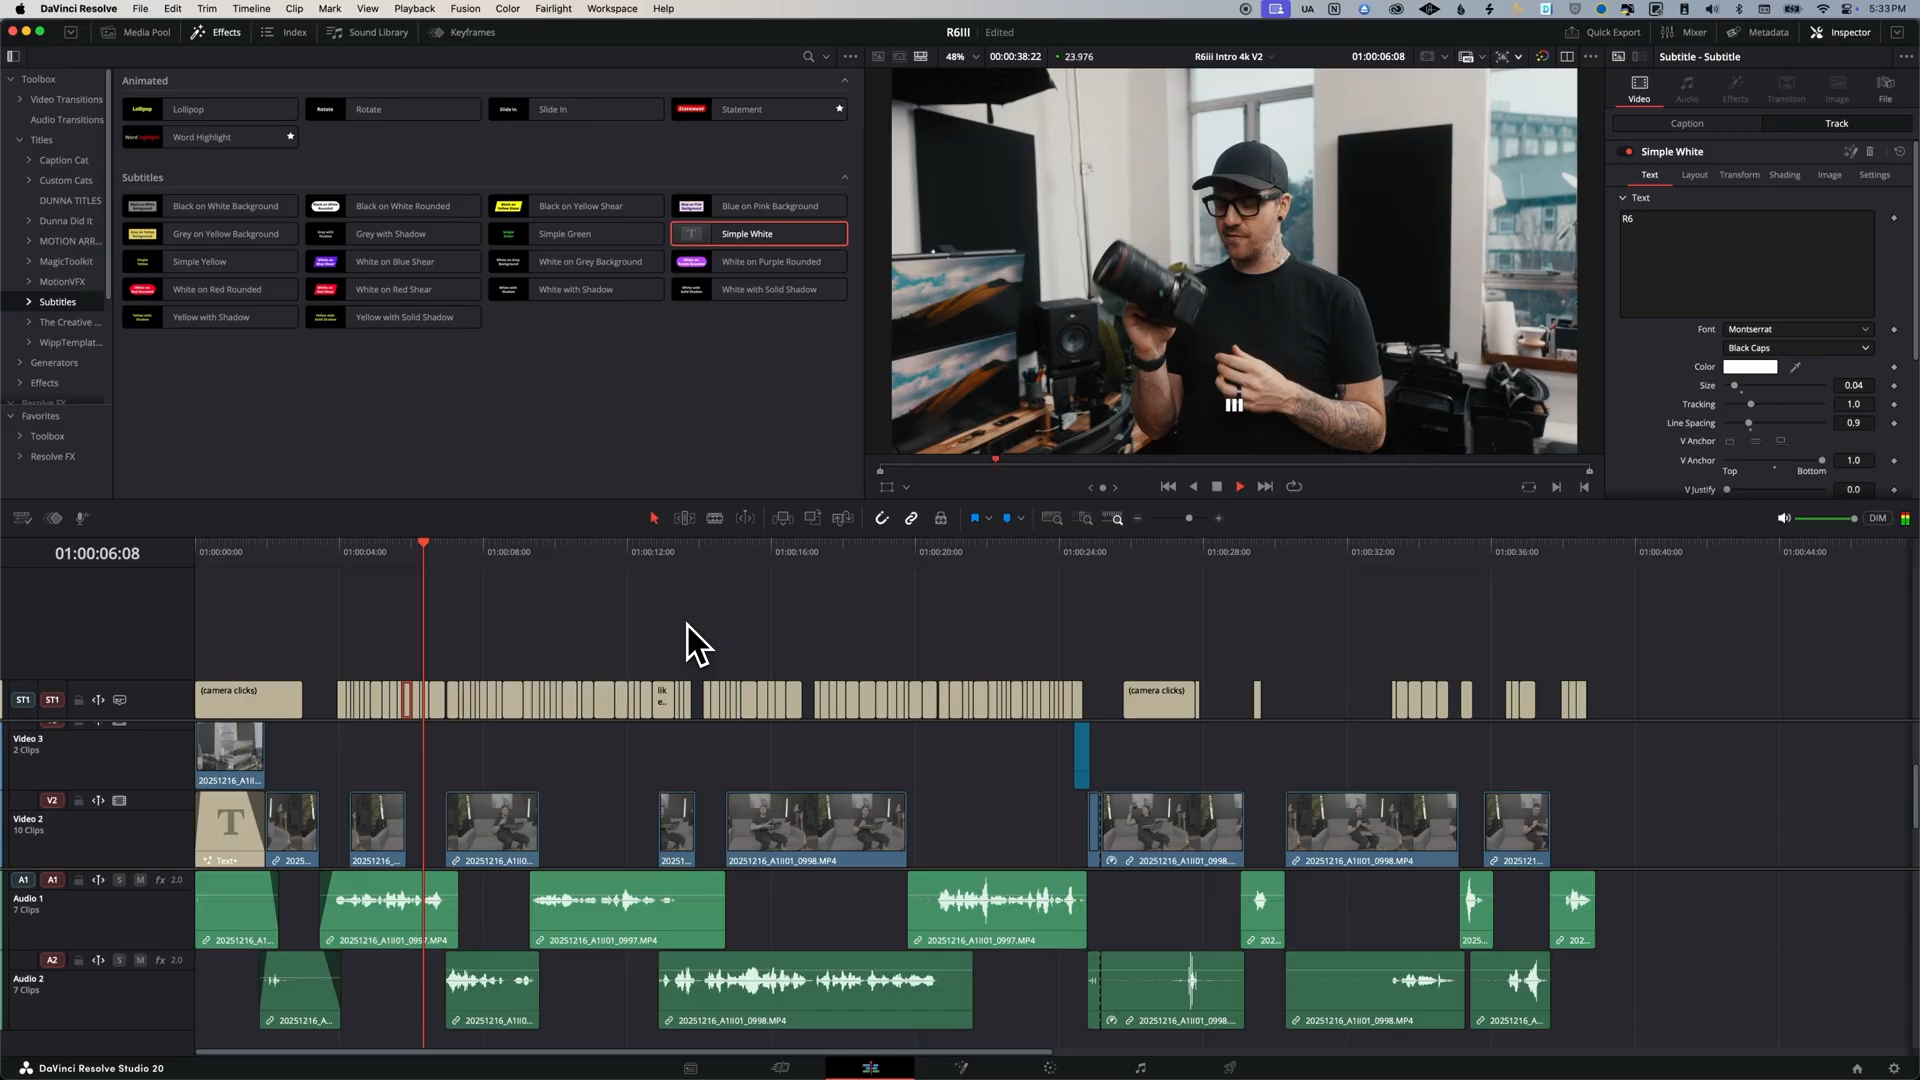 DaVinci Resolve File Edit Trim Timeline Clip Mark View Playback Fusion Color Fairlight Workspace Help UA 5:33PM
Media Pool Effects Index Sound Library Keyframes R6III Edited Quick Export Mixer Metadata Inspector
48% 00:00:38:22 23.976 R6iii Intro 4k V2 01:00:06:08 Subtitle - Subtitle
Toolbox
Video Transitions
Audio Transitions
Titles
Caption Cat
Custom Cats
DUNNA TITLES
Dunna Did It
MOTION ARR...
MagicToolkit
MotionVFX
Subtitles
The Creative ...
WippTemplat...
Generators
Effects
Resolve FX
Favorites
Toolbox
Resolve FX
Animated
Lollipop Lollipop Rotate Rotate Slide In Slide In Statement Statement
Word Highlight Word Highlight
Subtitles
Black on White Background Black on White Rounded Black on Yellow Shear Blue on Pink Background
Grey on Yellow Background Grey with Shadow Simple Green T Simple White
Simple Yellow White on Blue Shear White on Grey Background White on Purple Rounded
White on Red Rounded White on Red Shear White with Shadow White with Solid Shadow
Yellow with Shadow Yellow with Solid Shadow
III
Video Audio Effects Transition Image File
Caption Track
Simple White
Text Layout Transform Shading Image Settings
Text
R6
Font Montserrat
Black Caps
Color
Size 0.04
Tracking 1.0
Line Spacing 0.9
V Anchor
V Anchor 1.0
Top Bottom
V Justify 0.0
DIM
01:00:06:08 01:00:00:00 01:00:04:00 01:00:08:00 01:00:12:00 01:00:16:00 01:00:20:00 01:00:24:00 01:00:28:00 01:00:32:00 01:00:36:00 01:00:40:00 01:00:44:00
ST1 ST1 (camera clicks) lik e.. (camera clicks)
Video 3
2 Clips
20251216_A1II...
V2
Video 2
10 Clips
T
Text+ 2025... 20251216_... 20251216_A1II0... 20251... 20251216_A1II01_0998.MP4 20251216_A1II01_0998.... 20251216_A1II01_0998.MP4 2025121...
A1 A1 S M fx 2.0
Audio 1
7 Clips
20251216_A1... 20251216_A1II01_0997.MP4 20251216_A1II01_0997.MP4 20251216_A1II01_0997.MP4 202... 2025... 202...
A2 S M fx 2.0
Audio 2
7 Clips
20251216_A... 20251216_A1II0... 20251216_A1II01_0998.MP4 20251216_A1II01_0998.... 20251216_A1II01_0998.MP4 20251216_A...
DaVinci Resolve Studio 20